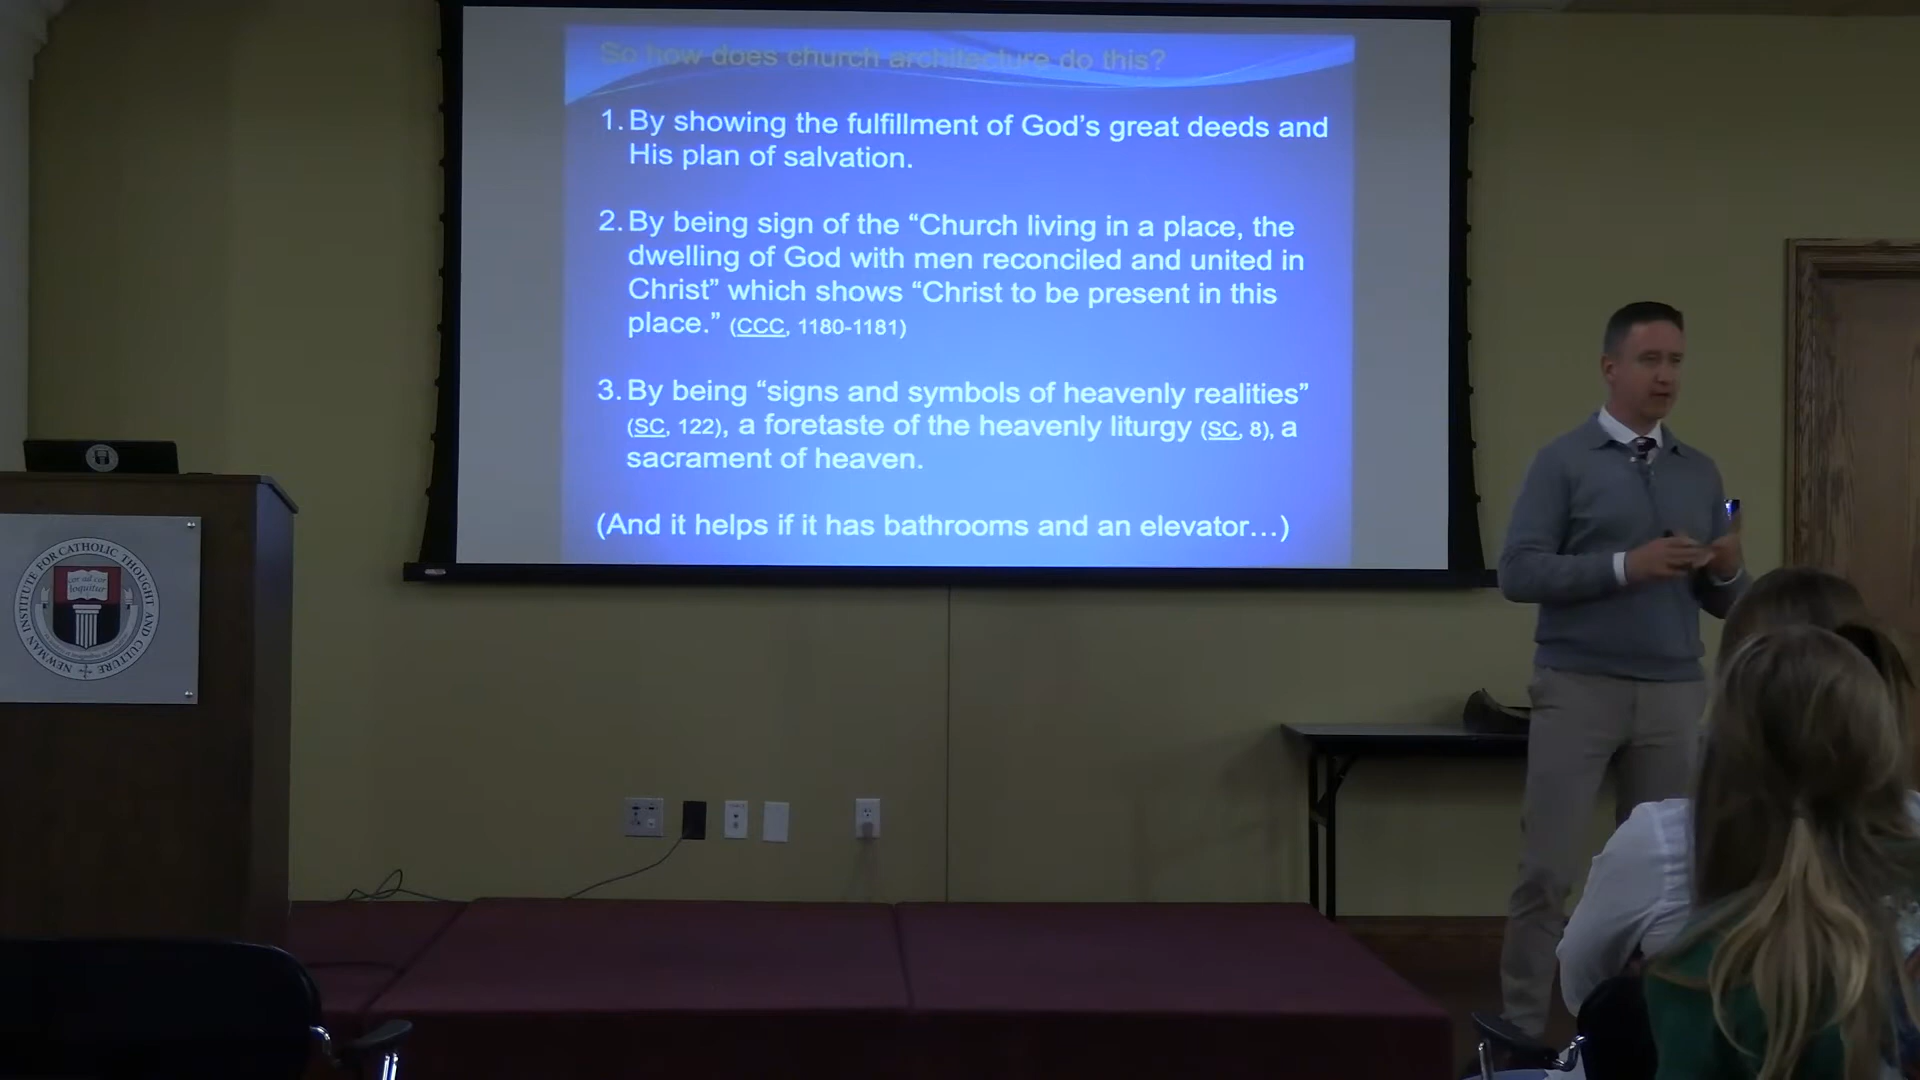 So how does church architecture do this?
1. By showing the fulfillment of God's great deeds and
His plan of salvation.
2. By being sign of the “Church living in a place, the
dwelling of God with men reconciled and united in
Christ” which shows “Christ to be present in this
place.” (CCC, 1180-1181)
3. By being “signs and symbols of heavenly realities”
(SC, 122), a foretaste of the heavenly liturgy (SC, 8), a
sacrament of heaven.
(And it helps if it has bathrooms and an elevator…)
NEWMAN INSTITUTE FOR CATHOLIC THOUGHT AND CULTURE
cor ad cor
loquitur